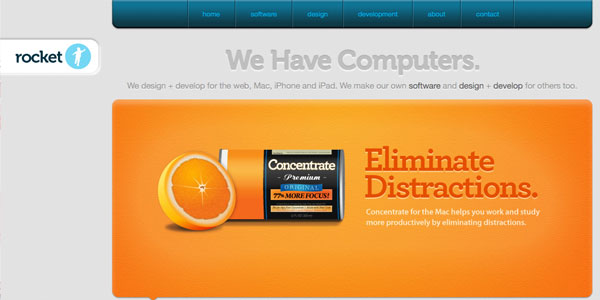 home software design development about contact
rocket
We Have Computers.
We design + develop for the web, Mac, iPhone and iPad. We make our own software and design + develop for others too.
Concentrate
Premium
ORIGINAL
77% MORE FOCUS!
Eliminate
Distractions.
Concentrate for the Mac helps you work and study
more productively by eliminating distractions.